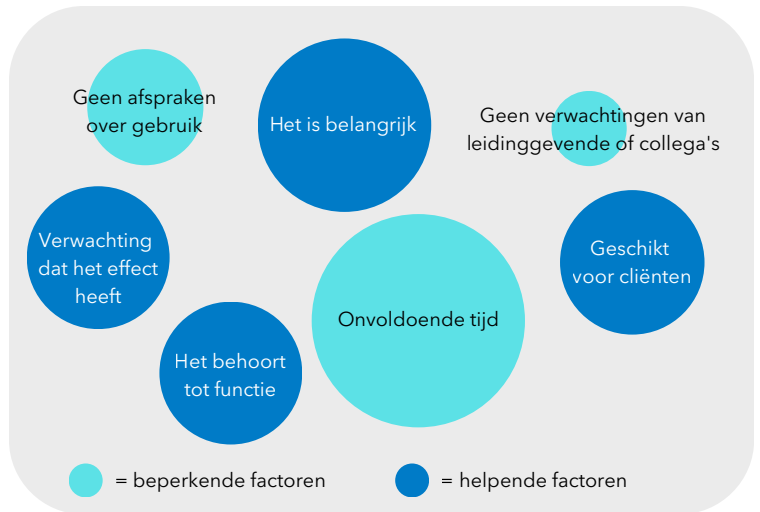 Geen afspraken
over gebruik
Het is belangrijk
Geen verwachtingen van
leidinggevende of collega's
Verwachting
dat het effect
heeft
Geschikt
voor cliënten
Onvoldoende tijd
Het behoort
tot functie
= beperkende factoren
= helpende factoren